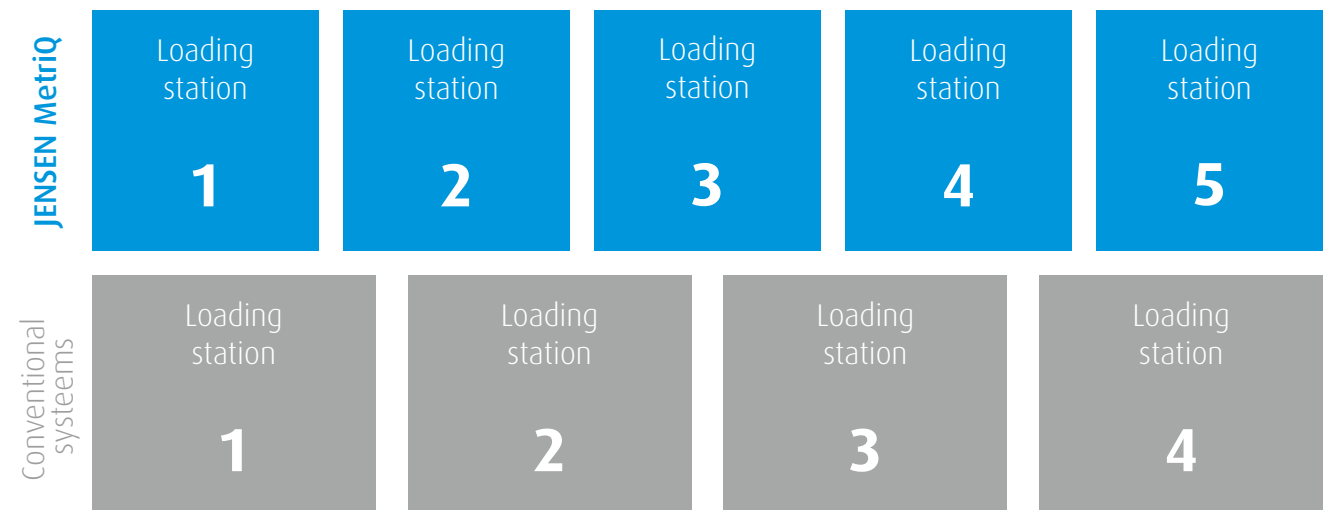 JENSEN MetriQ
Loading
station
1
Loading
station
2
Loading
station
3
Loading
station
4
Loading
station
5
Conventional
systeems
Loading
station
1
Loading
station
2
Loading
station
3
Loading
station
4